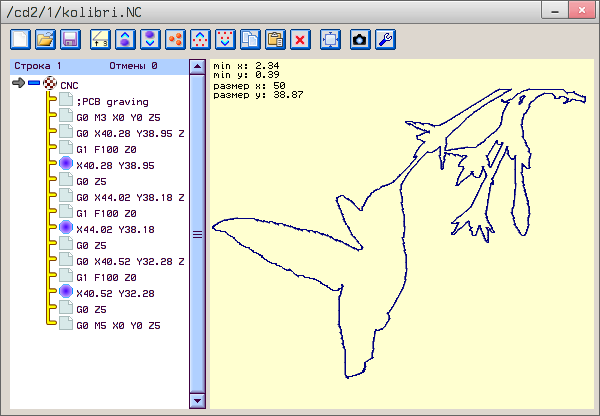 /cd2/1/kolibri.NC
Строка 1 Отмены 0
CNC
;PCB graving
G0 M3 X0 Y0 Z5
G0 X40.28 Y38.95 Z
G1 F100 Z0
X40.28 Y38.95
G0 Z5
G0 X44.02 Y38.18 Z
G1 F100 Z0
X44.02 Y38.18
G0 Z5
G0 X40.52 Y32.28 Z
G1 F100 Z0
X40.52 Y32.28
G0 Z5
G0 M5 X0 Y0 Z5
min x: 2.34
min y: 0.39
размер x: 50
размер y: 38.87